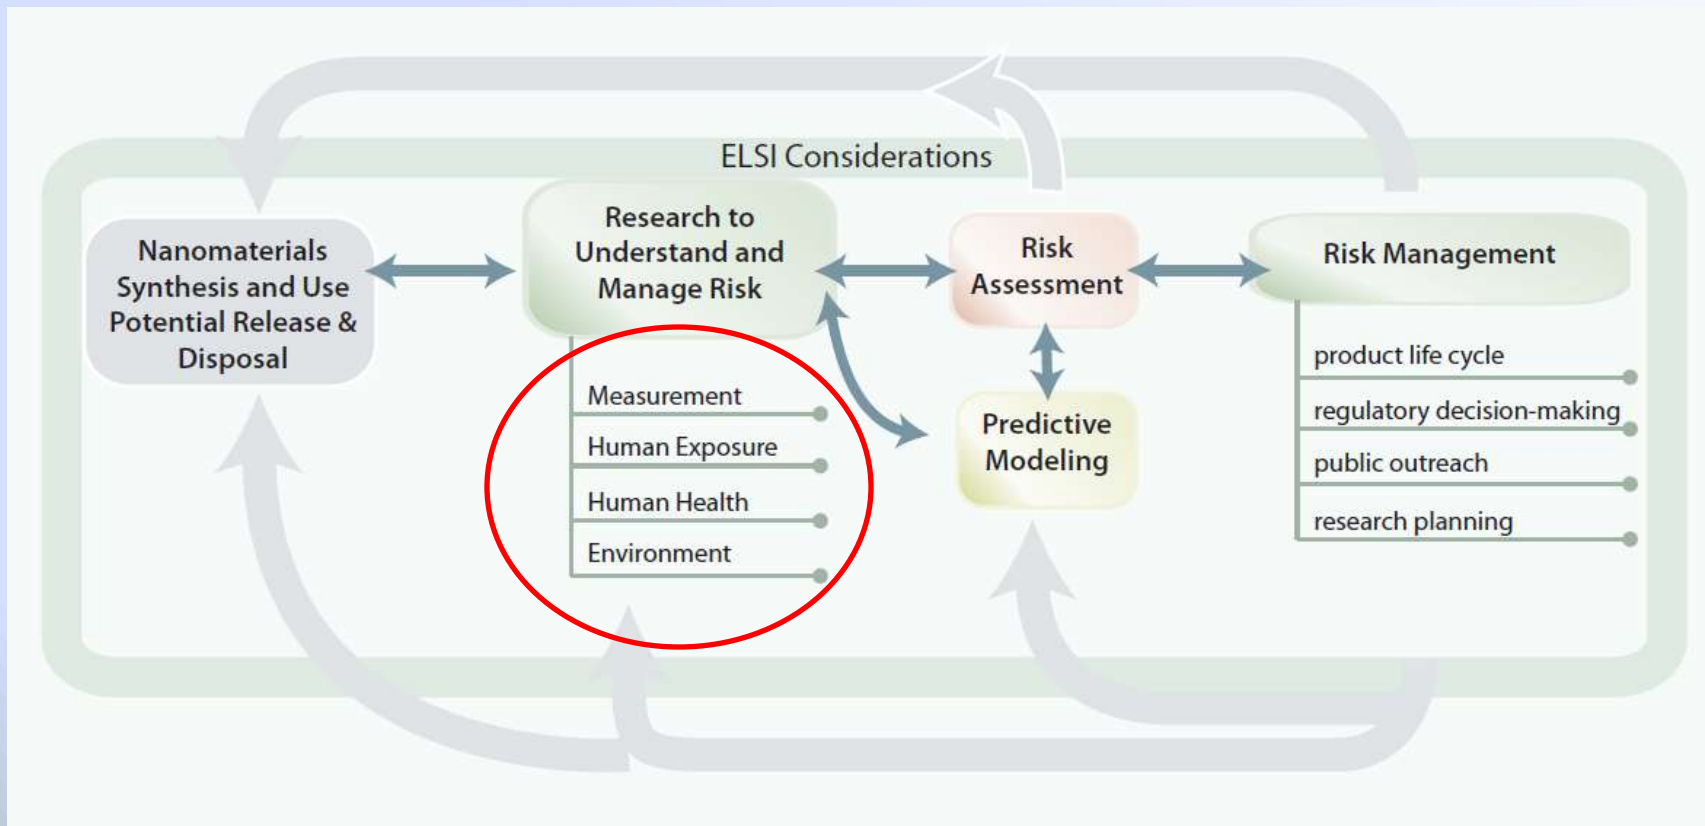 ELSI Considerations
Nanomaterials
Synthesis and Use
Potential Release &
Disposal
Research to
Understand and
Manage Risk
Measurement
Human Exposure
Human Health
Environment
Risk
Assessment
Predictive
Modeling
Risk Management
product life cycle
regulatory decision-making
public outreach
research planning